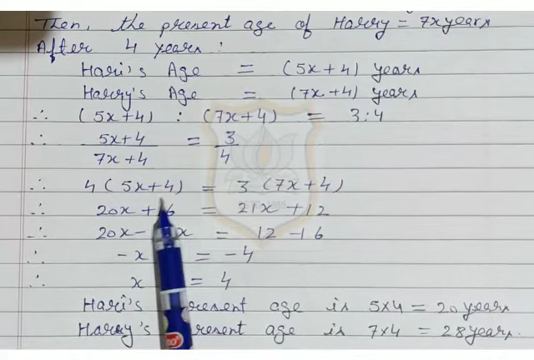 Then, the present age of Harry = 7x years
After 4 years :
Hari's Age = (5x+4) years
Harry's Age = (7x+4) years
∴ (5x+4) : (7x+4) = 3:4
∴ 5x+4 / 7x+4 = 3/4
∴ 4 (5x+4) = 3 (7x+4)
∴ 20x + 6 = 21x + 12
∴ 20x - x = 12 - 16
∴ -x = -4
∴ x = 4
Hari's present age is 5x4 = 20 years
Harry's present age is 7x4 = 28 years.